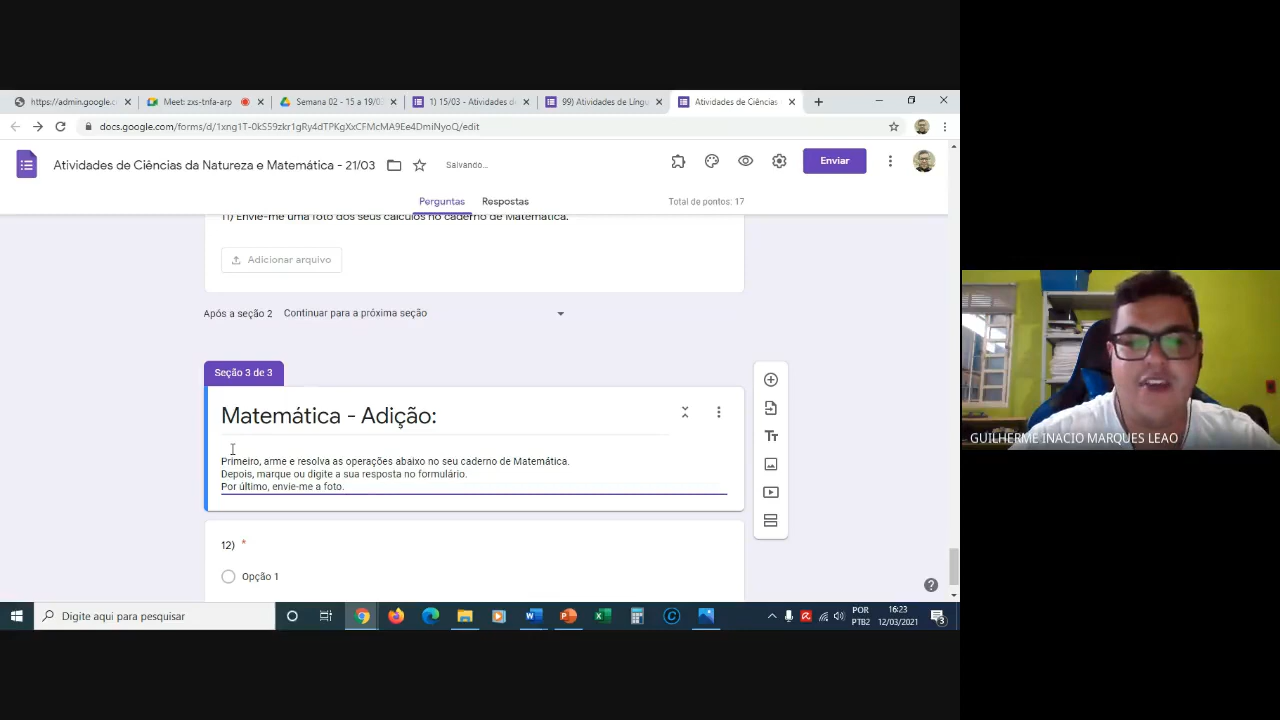 https://admin.google.c
Meet: zxs-tnfa-arp
Semana 02 - 15 a 19/0
1) 15/03 - Atividades d
99) Atividades de Língu
Atividades de Ciências
docs.google.com/forms/d/1xng1T-0kS59zkr1gRy4dTPKgXxCFMcMA9Ee4DmiNyoQ/edit
Atividades de Ciências da Natureza e Matemática - 21/03
Salvando...
Enviar
Perguntas
Respostas
Total de pontos: 17
11) Envie-me uma foto dos seus cálculos no caderno de Matemática.
Adicionar arquivo
Após a seção 2
Continuar para a próxima seção
Seção 3 de 3
Matemática - Adição:
Primeiro, arme e resolva as operações abaixo no seu caderno de Matemática.
Depois, marque ou digite a sua resposta no formulário.
Por último, envie-me a foto.
12) *
Opção 1
GUILHERME INACIO MARQUES LEAO
Digite aqui para pesquisar
POR
PTB2
16:23
12/03/2021
3